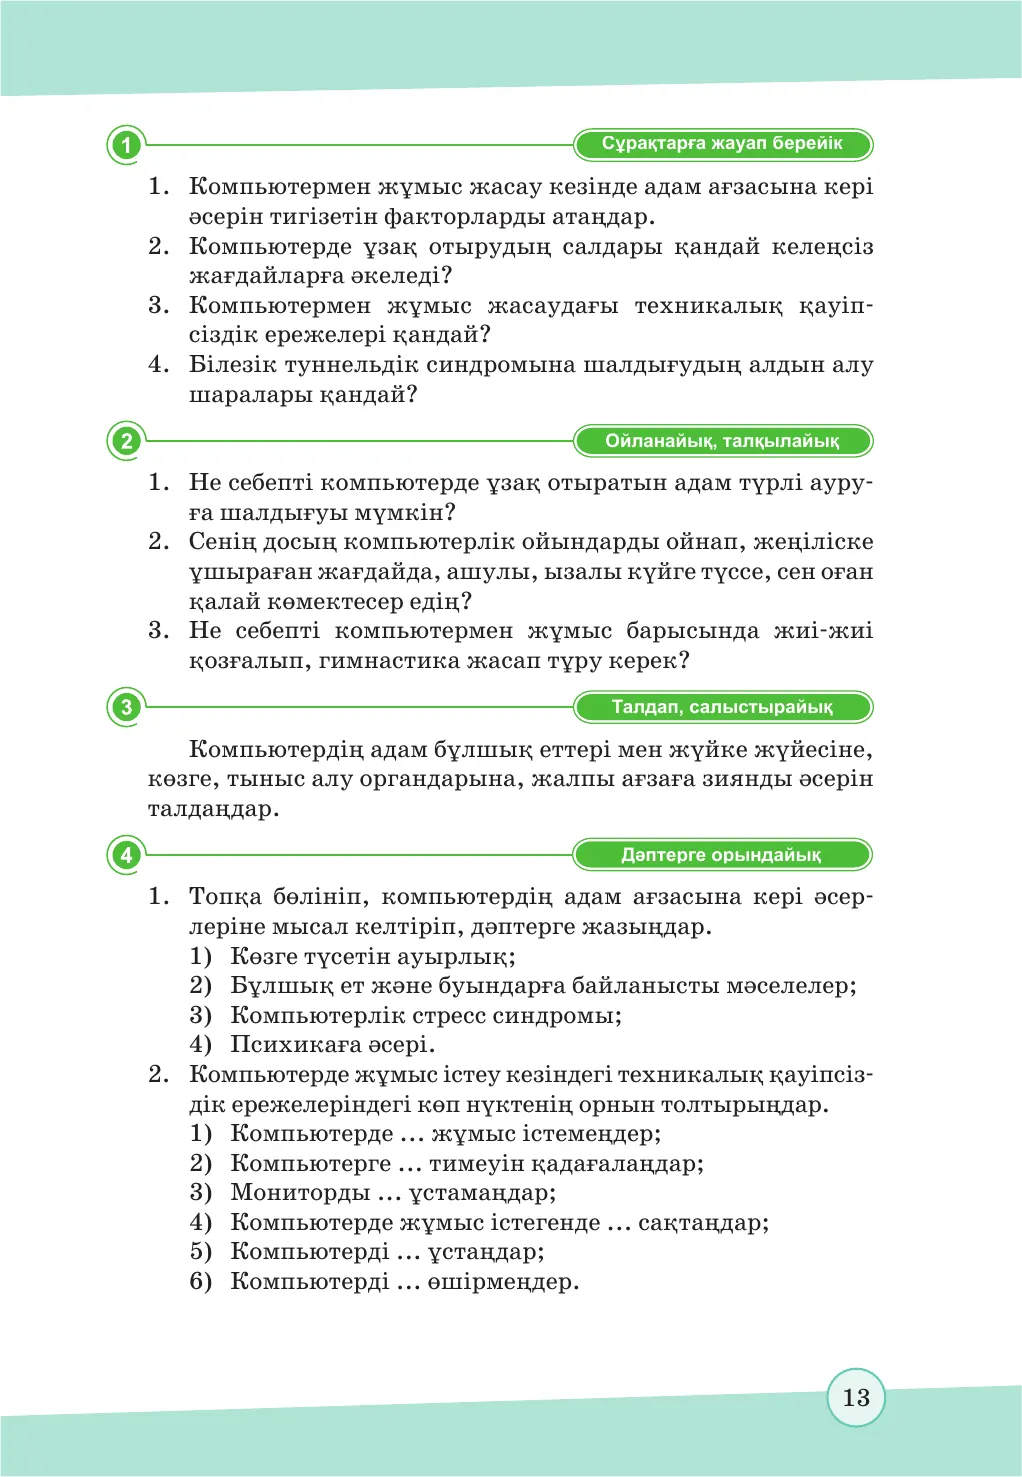 1
Сұрақтарға жауап берейік
1. Компьютермен жұмыс жасау кезінде адам ағзасына кері
әсерін тигізетін факторларды атаңдар.
2. Компьютерде ұзақ отырудың салдары қандай келеңсіз
жағдайларға әкеледі?
3. Компьютермен жұмыс жасаудағы техникалық қауіп-
сіздік ережелері қандай?
4. Білезік туннельдік синдромына шалдығудың алдын алу
шаралары қандай?
2
Ойланайық, талқылайық
1. Не себепті компьютерде ұзақ отыратын адам түрлі ауру-
ға шалдығуы мүмкін?
2. Сенің досың компьютерлік ойындарды ойнап, жеңіліске
ұшыраған жағдайда, ашулы, ызалы күйге түссе, сен оған
қалай көмектесер едің?
3. Не себепті компьютермен жұмыс барысында жиі-жиі
қозғалып, гимнастика жасап тұру керек?
3
Талдап, салыстырайық
Компьютердің адам бұлшық еттері мен жүйке жүйесіне,
көзге, тыныс алу органдарына, жалпы ағзаға зиянды әсерін
талдаңдар.
4
Дәптерге орындайық
1. Топқа бөлініп, компьютердің адам ағзасына кері әсер-
леріне мысал келтіріп, дәптерге жазыңдар.
1) Көзге түсетін ауырлық;
2) Бұлшық ет және буындарға байланысты мәселелер;
3) Компьютерлік стресс синдромы;
4) Психикаға әсері.
2. Компьютерде жұмыс істеу кезіндегі техникалық қауіпсіз-
дік ережелеріндегі көп нүктенің орнын толтырыңдар.
1) Компьютерде ... жұмыс істемеңдер;
2) Компьютерге ... тимеуін қадағалаңдар;
3) Мониторды ... ұстамаңдар;
4) Компьютерде жұмыс істегенде ... сақтаңдар;
5) Компьютерді ... ұстаңдар;
6) Компьютерді ... өшірмеңдер.
13